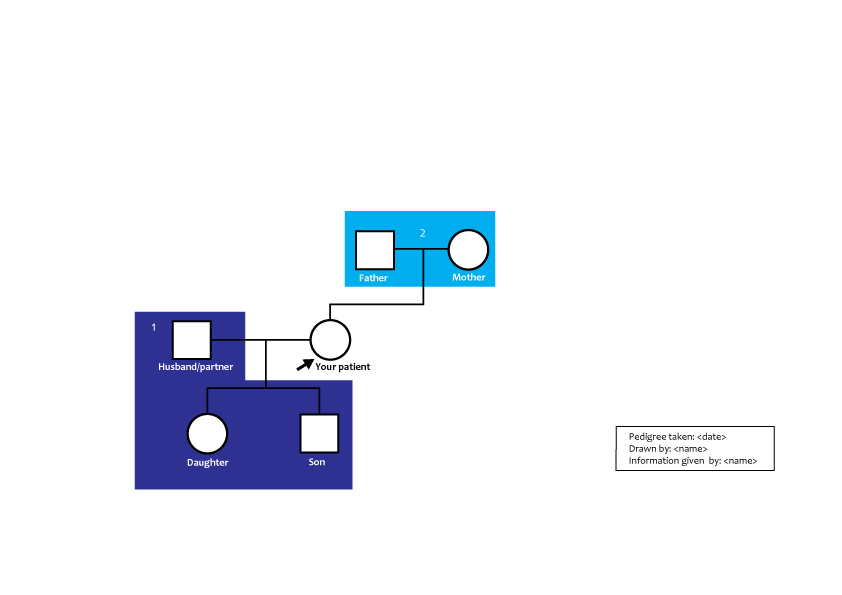 2
Father
Mother
1
Husband/partner
Your patient
Daughter
Son
Pedigree taken: <date>
Drawn by: <name>
Information given  by: <name>